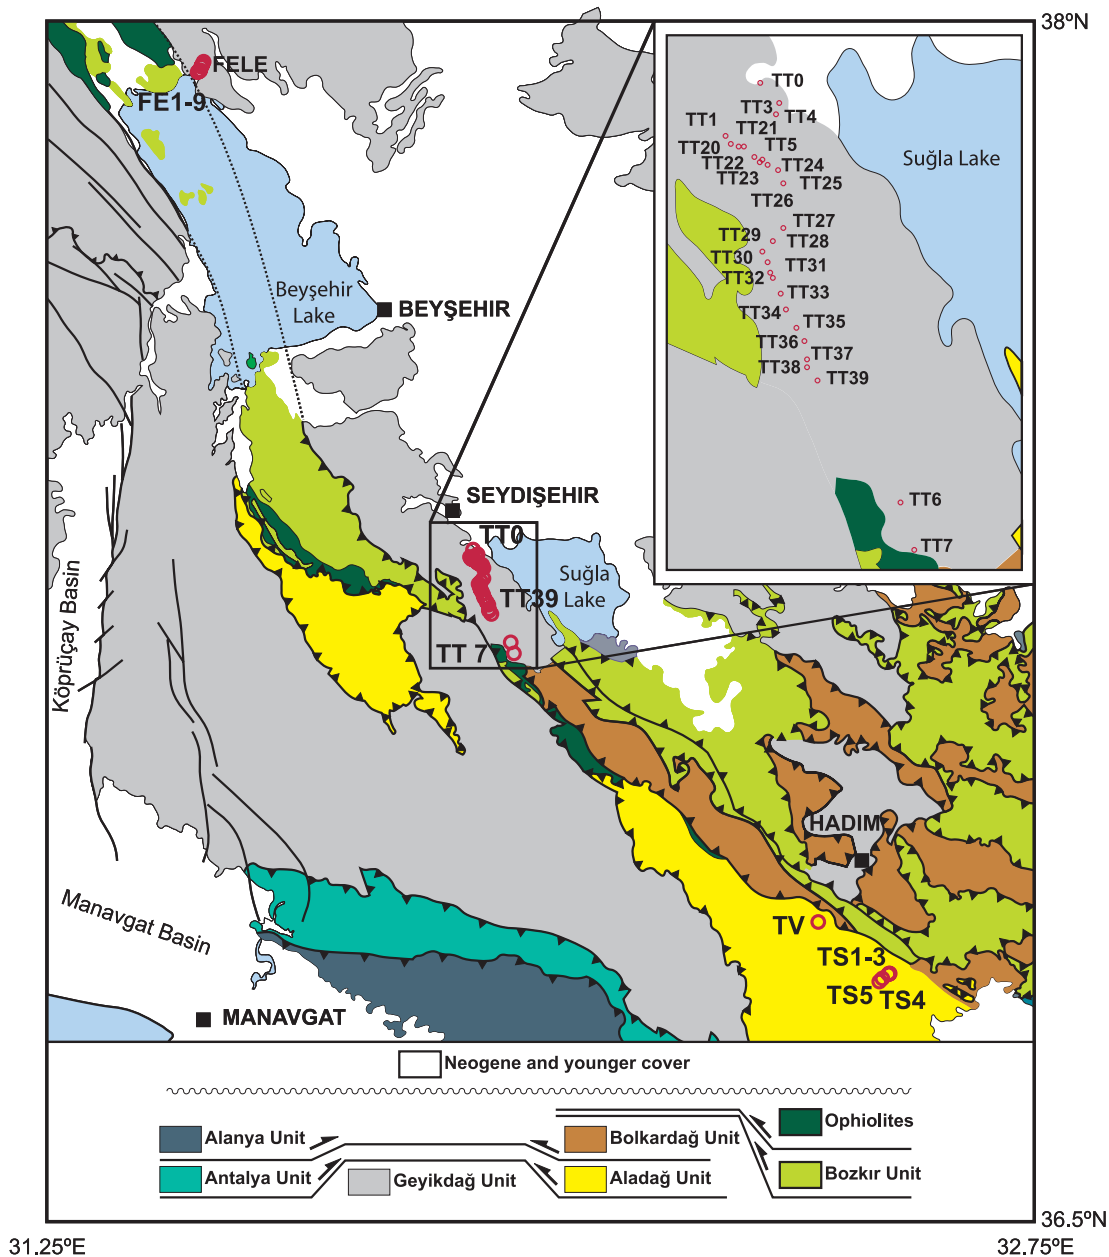 38ºN
FELE
FE1-9
TT0
TT3
TT4
TT1
TT21
TT20
TT5
TT22
TT24
TT23
TT25
TT26
TT27
TT29
TT28
TT30
TT31
TT32
TT33
TT34
TT35
TT36
TT37
TT38
TT39
TT6
TT7
Suğla Lake
Beyşehir
Lake
BEYŞEHIR
SEYDIŞEHIR
TT0
TT39
TT 7
Suğla
Lake
Köprüçay Basin
HADIM
TV
TS1-3
TS5
TS4
Manavgat Basin
MANAVGAT
Neogene and younger cover
Alanya Unit
Bolkardağ Unit
Ophiolites
Antalya Unit
Geyikdağ Unit
Aladağ Unit
Bozkır Unit
36.5ºN
31.25ºE
32.75ºE